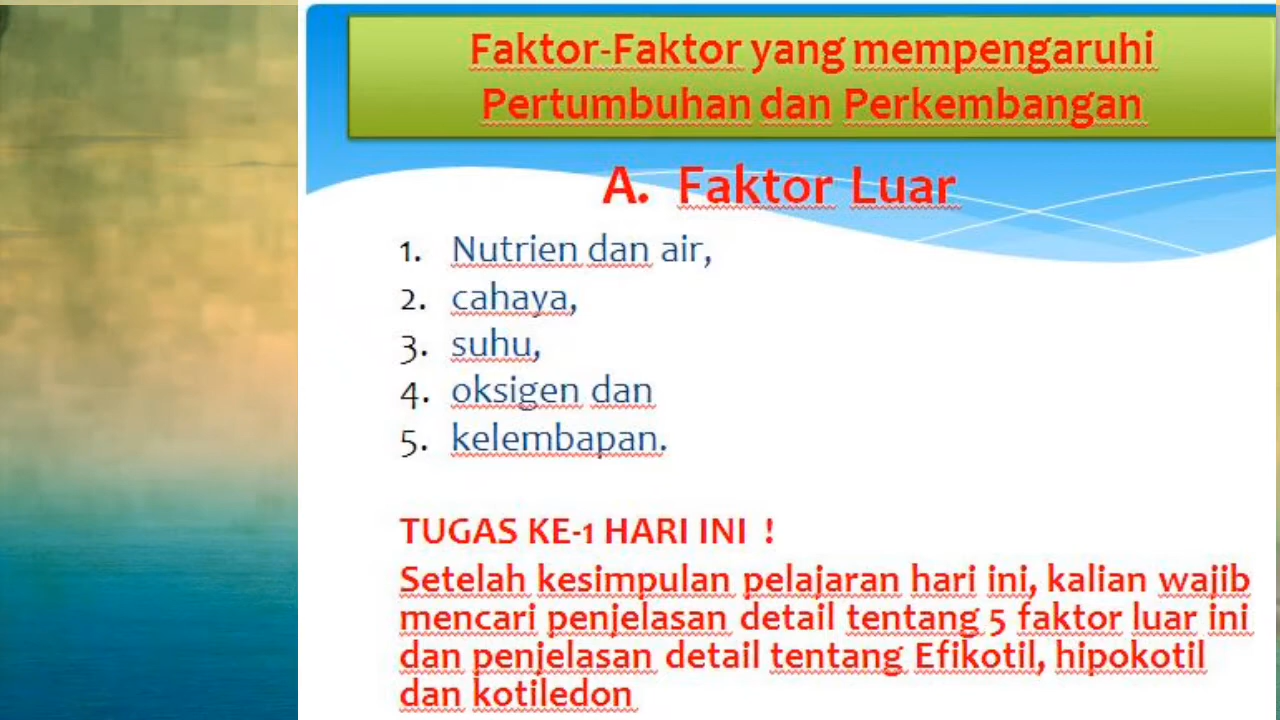 Faktor-Faktor yang mempengaruhi
Pertumbuhan dan Perkembangan
A. Faktor Luar
1. Nutrien dan air,
2. cahaya,
3. suhu,
4. oksigen dan
5. kelembapan.
TUGAS KE-1 HARI INI !
Setelah kesimpulan pelajaran hari ini, kalian wajib
mencari penjelasan detail tentang 5 faktor luar ini
dan penjelasan detail tentang Efikotil, hipokotil
dan kotiledon